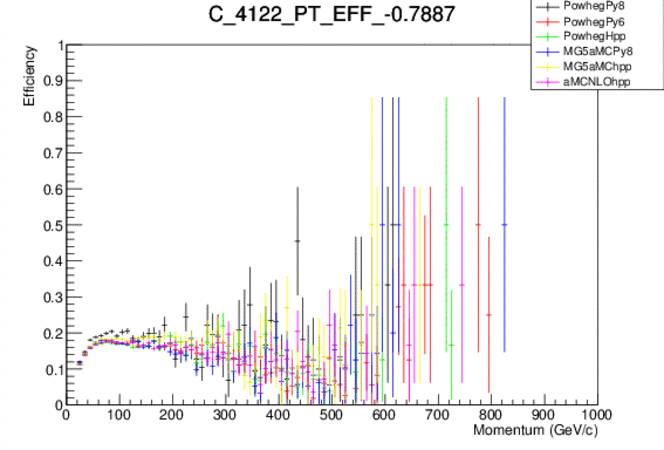 C_4122_PT_EFF_-0.7887
PowhegPy8
PowhegPy6
PowhegHpp
MG5aMCPy8
MG5aMChpp
aMCNLOhpp
Efficiency
1
0.9
0.8
0.7
0.6
0.5
0.4
0.3
0.2
0.1
0
0 100 200 300 400 500 600 700 800 900 1000
Momentum (GeV/c)